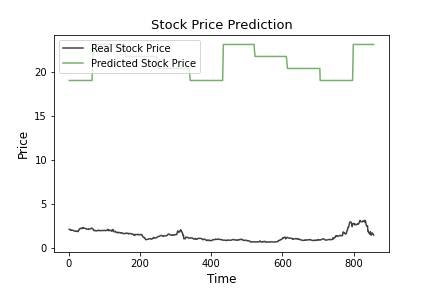 Stock Price Prediction
Real Stock Price
Predicted Stock Price
20
15
10
5
0
Price
0 200 400 600 800
Time